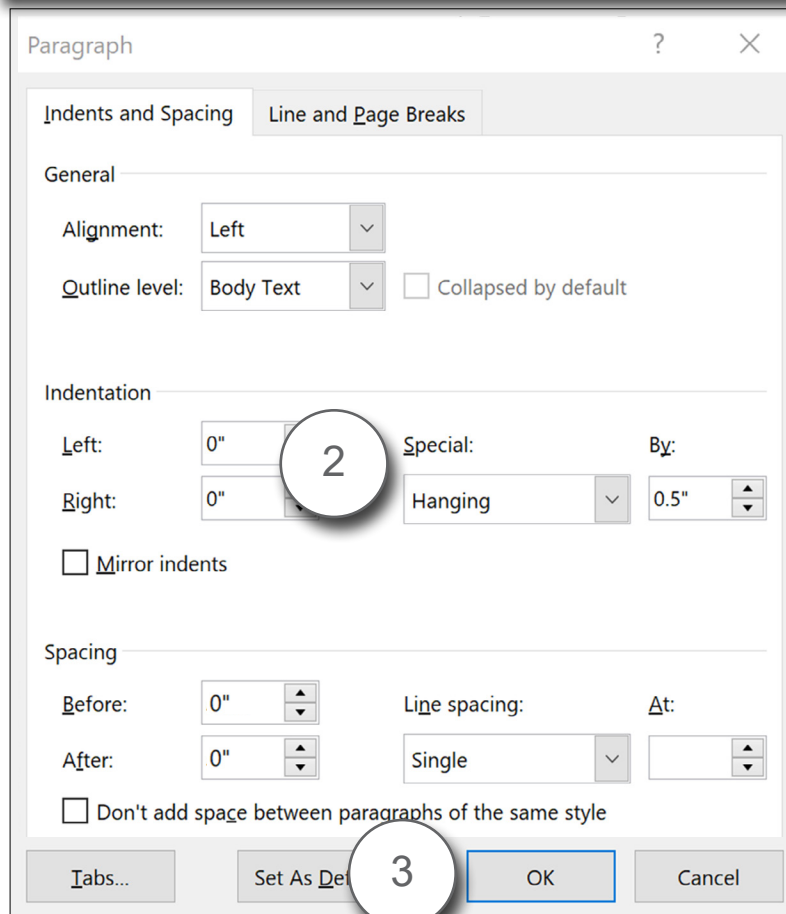 Paragraph ?
Indents and Spacing Line and Page Breaks
General
Alignment: Left
Outline level: Body Text Collapsed by default
Indentation
Left: 0" Special: By:
2
Right: 0" Hanging 0.5"
Mirror indents
Spacing
Before: 0" Line spacing: At:
After: 0" Single
Don't add space between paragraphs of the same style
Tabs... Set As Def 3 OK Cancel